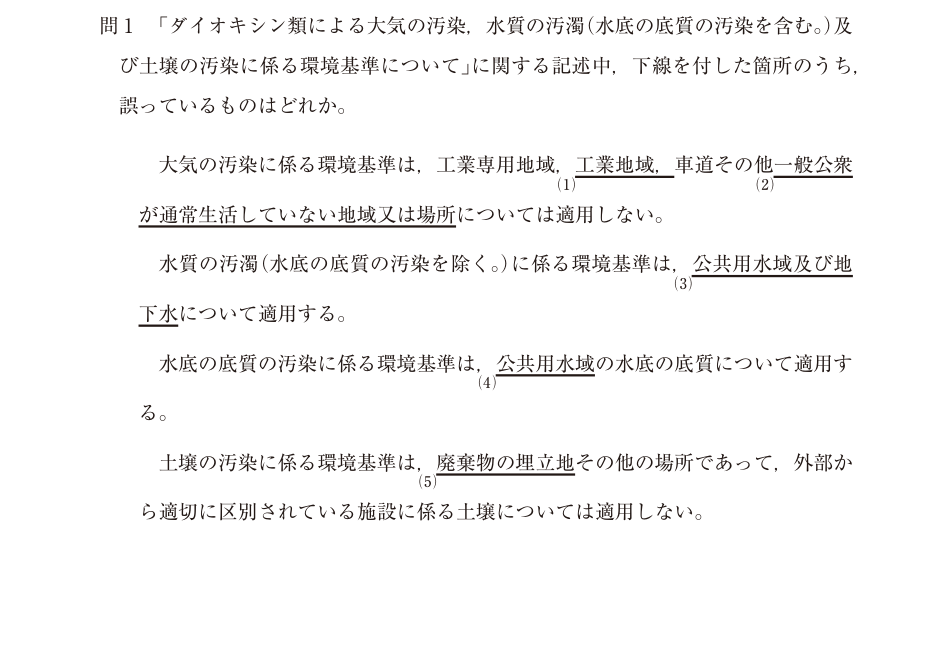 問1 「ダイオキシン類による大気の汚染，水質の汚濁(水底の底質の汚染を含む。)及
び土壌の汚染に係る環境基準について」に関する記述中，下線を付した箇所のうち，
誤っているものはどれか。
大気の汚染に係る環境基準は，工業専用地域，(1)工業地域，車道その他(2)一般公衆
が通常生活していない地域又は場所については適用しない。
水質の汚濁(水底の底質の汚染を除く。)に係る環境基準は，(3)公共用水域及び地
下水について適用する。
水底の底質の汚染に係る環境基準は，(4)公共用水域の水底の底質について適用す
る。
土壌の汚染に係る環境基準は，(5)廃棄物の埋立地その他の場所であって，外部か
ら適切に区別されている施設に係る土壌については適用しない。